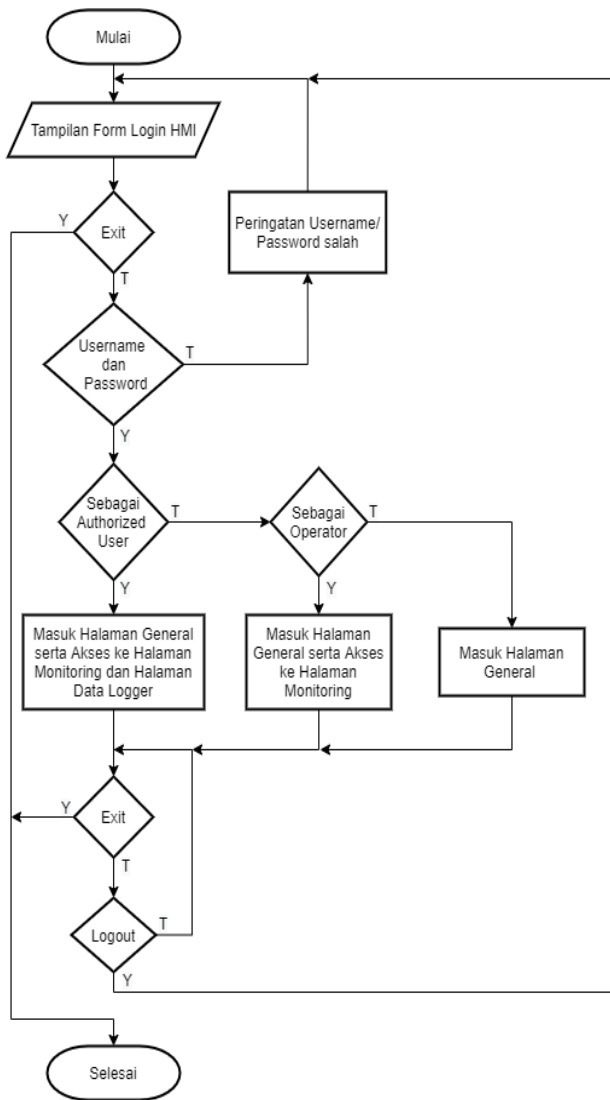 Mulai
Tampilan Form Login HMI
Y
Exit
T
Peringatan Username/
Password salah
Username
dan
Password
T
Y
Sebagai
Authorized
User
T
Sebagai
Operator
T
Y
Y
Masuk Halaman General
serta Akses ke Halaman
Monitoring dan Halaman
Data Logger
Masuk Halaman
General serta Akses
ke Halaman
Monitoring
Masuk Halaman
General
Y
Exit
T
Logout
T
Y
Selesai